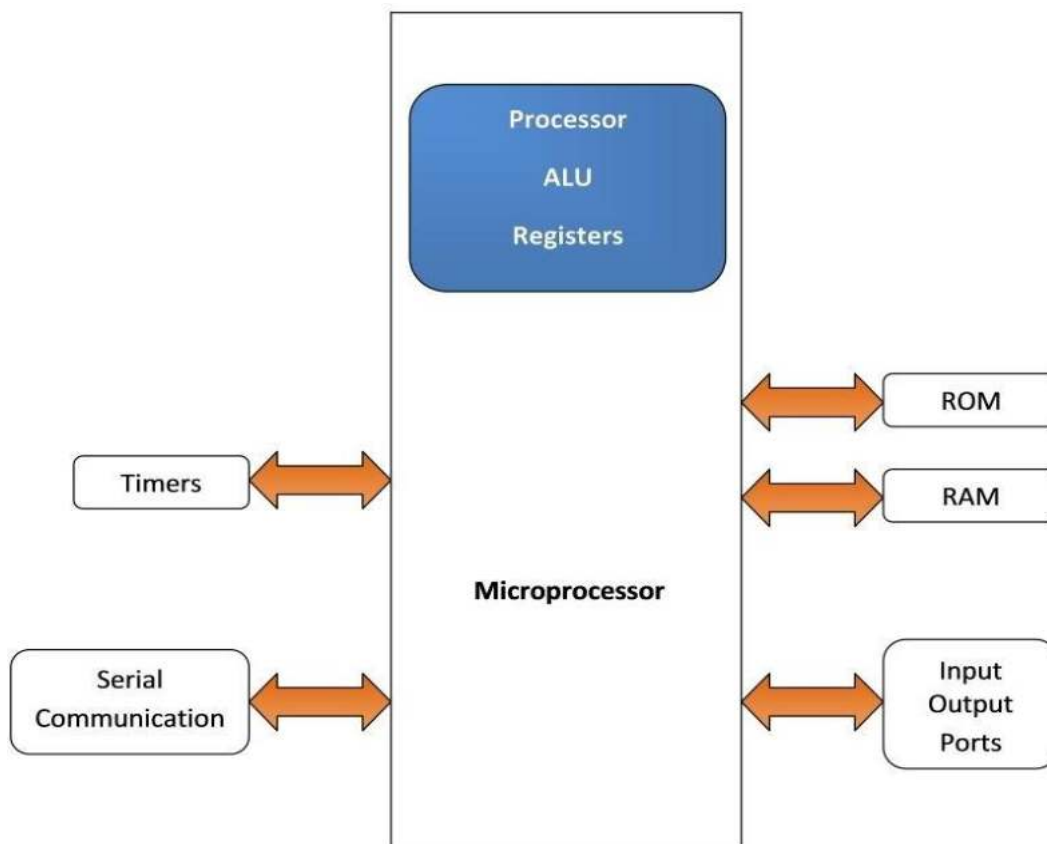 Processor
ALU
Registers
ROM
Timers
RAM
Microprocessor
Serial
Communication
Input
Output
Ports